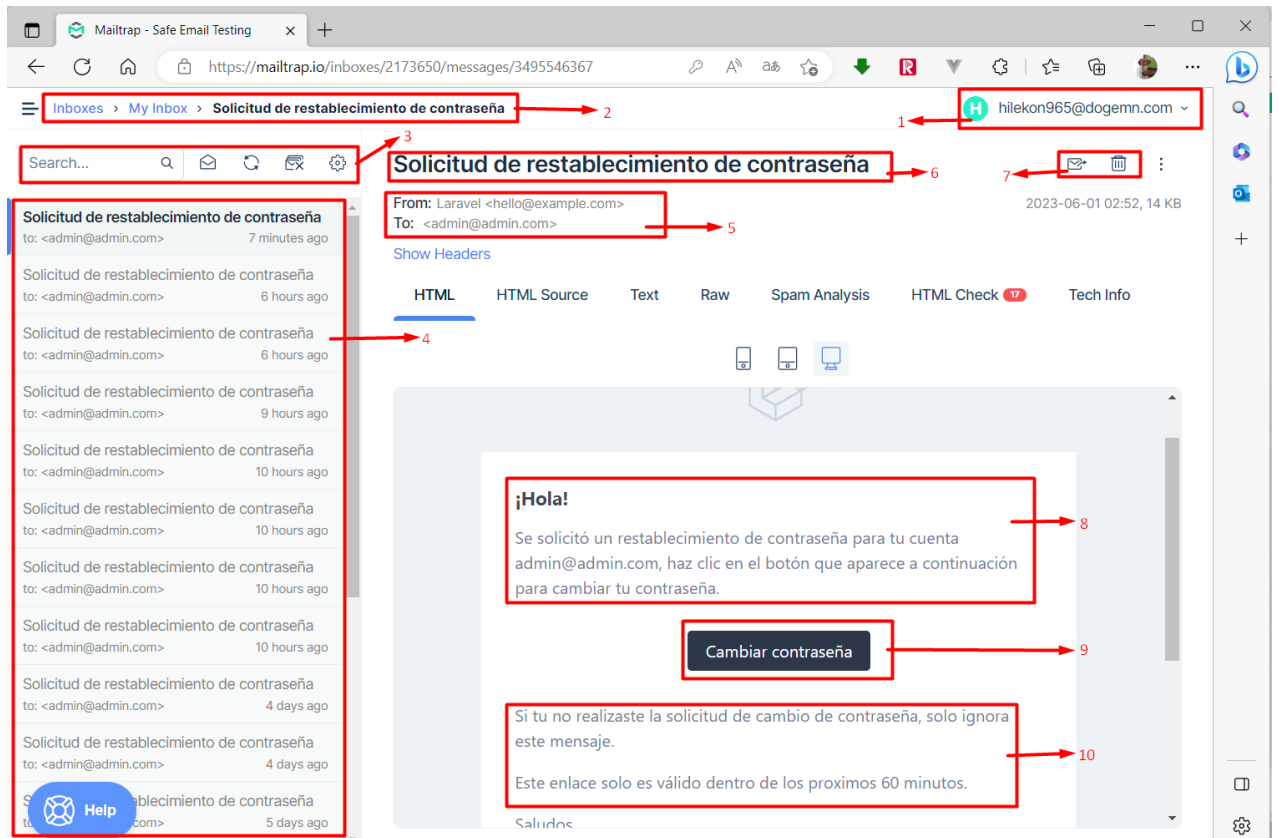 Mailtrap - Safe Email Testing
https://mailtrap.io/inboxes/2173650/messages/3495546367
Inboxes > My Inbox > Solicitud de restablecimiento de contraseña
2
1
H hilekon965@dogemn.com
3
Search...
Solicitud de restablecimiento de contraseña
6
7
From: Laravel <hello@example.com>
2023-06-01 02:52, 14 KB
To: <admin@admin.com>
5
Show Headers
HTML HTML Source Text Raw Spam Analysis HTML Check 17 Tech Info
Solicitud de restablecimiento de contraseña
to: <admin@admin.com> 7 minutes ago
Solicitud de restablecimiento de contraseña
to: <admin@admin.com> 6 hours ago
Solicitud de restablecimiento de contraseña
to: <admin@admin.com> 6 hours ago
4
Solicitud de restablecimiento de contraseña
to: <admin@admin.com> 9 hours ago
Solicitud de restablecimiento de contraseña
to: <admin@admin.com> 10 hours ago
Solicitud de restablecimiento de contraseña
to: <admin@admin.com> 10 hours ago
Solicitud de restablecimiento de contraseña
to: <admin@admin.com> 10 hours ago
Solicitud de restablecimiento de contraseña
to: <admin@admin.com> 10 hours ago
Solicitud de restablecimiento de contraseña
to: <admin@admin.com> 4 days ago
Solicitud de restablecimiento de contraseña
to: <admin@admin.com> 4 days ago
de contraseña
5 days ago
Help
¡Hola!
Se solicitó un restablecimiento de contraseña para tu cuenta
admin@admin.com, haz clic en el botón que aparece a continuación
para cambiar tu contraseña.
8
Cambiar contraseña
9
Si tu no realizaste la solicitud de cambio de contraseña, solo ignora
este mensaje.
Este enlace solo es válido dentro de los proximos 60 minutos.
10
Saludos